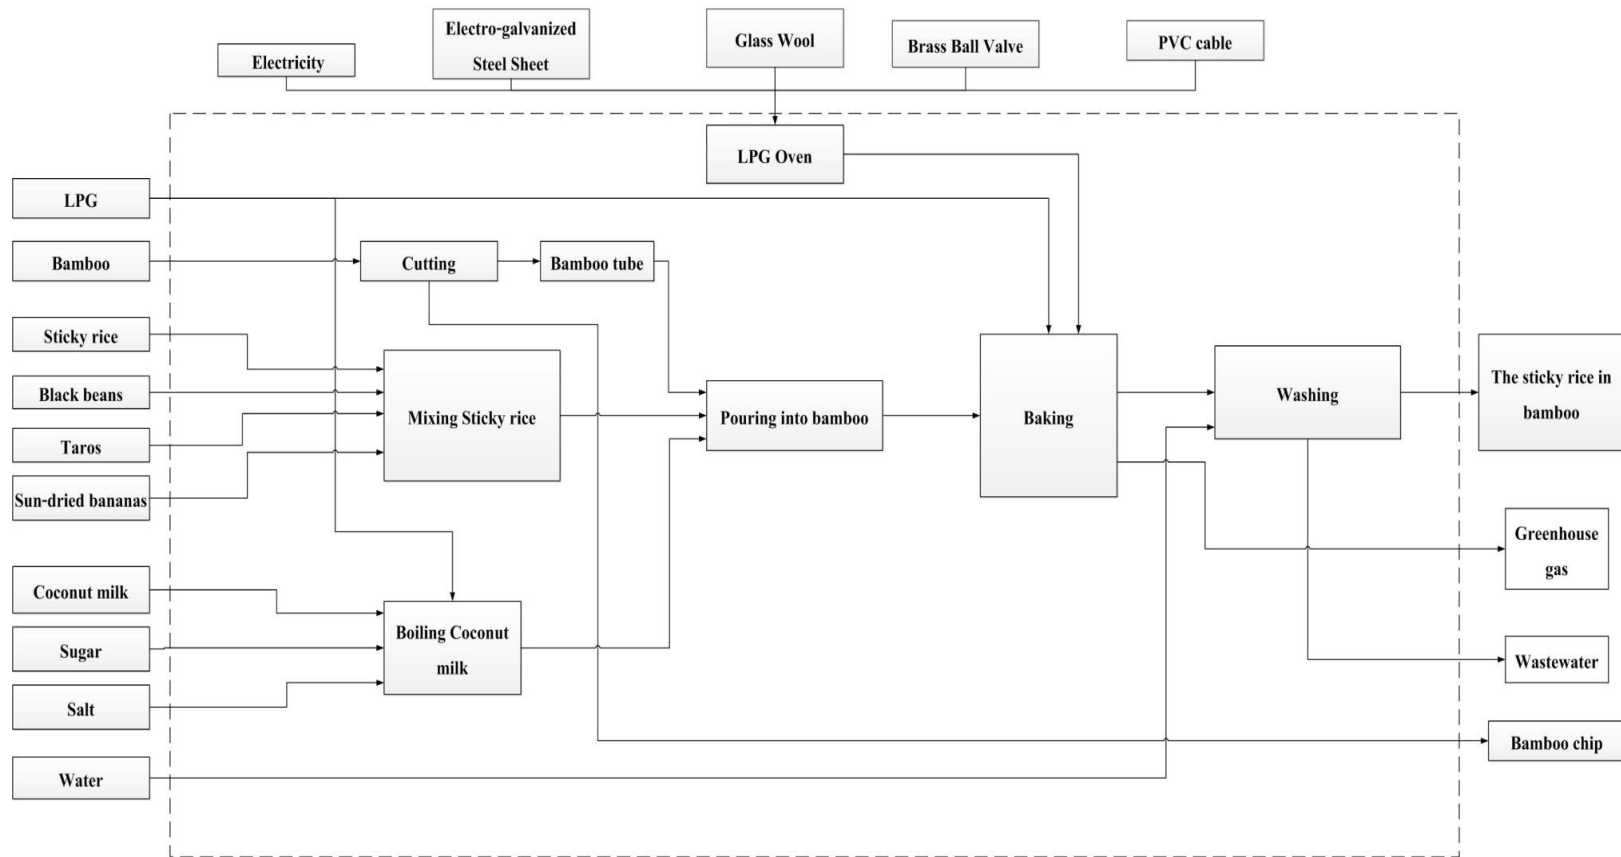 Electricity
Electro-galvanized
Steel Sheet
Glass Wool
Brass Ball Valve
PVC cable
LPG Oven
LPG
Bamboo
Cutting
Bamboo tube
Sticky rice
Black beans
Taros
Sun-dried bananas
Mixing Sticky rice
Pouring into bamboo
Baking
Washing
The sticky rice in
bamboo
Greenhouse
gas
Coconut milk
Sugar
Salt
Boiling Coconut
milk
Wastewater
Bamboo chip
Water